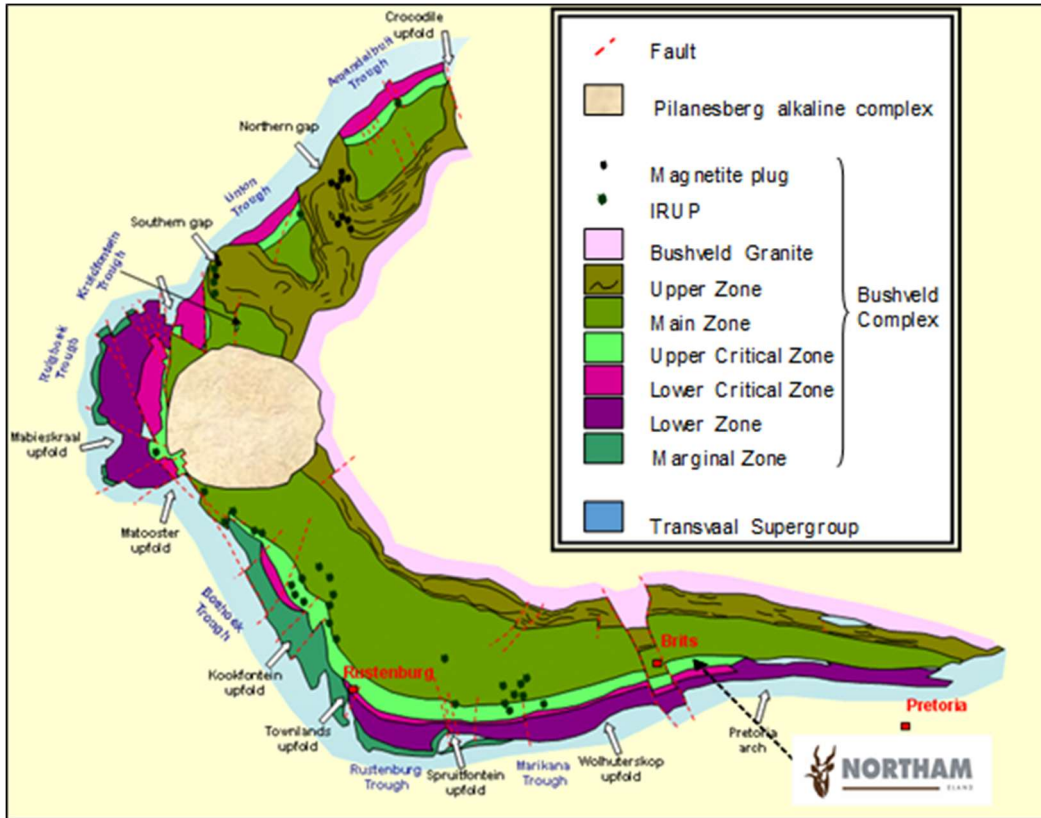 Crocodile
upfold
Amandelbult
Trough
Northern gap
Union
Trough
Southern gap
Trough
Trough
Mabieskraal
upfold
Matooster
upfold
Boshoek
Trough
Kookfontein
upfold
Rustenburg
Townlands
upfold
Rustenburg
Trough
Spruitfontein
upfold
Marikana
Trough
Wolhuterskop
upfold
Brits
Pretoria
arch
Pretoria
NORTHAM
ELAND
Fault
Pilanesberg alkaline complex
Magnetite plug
IRUP
Bushveld Granite
Upper Zone
Main Zone
Upper Critical Zone
Lower Critical Zone
Lower Zone
Marginal Zone
Bushveld
Complex
Transvaal Supergroup